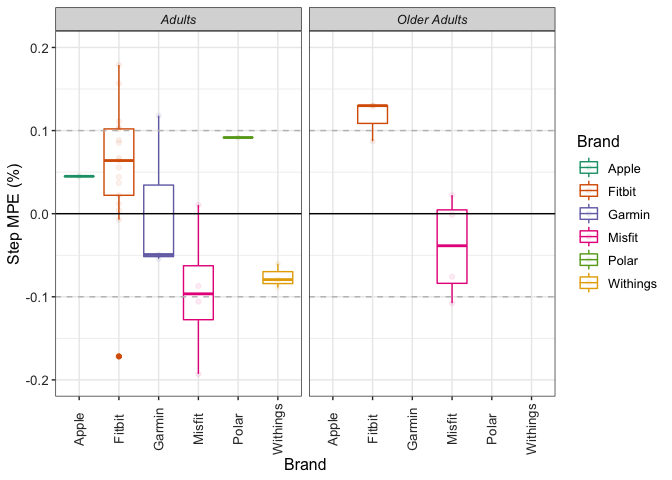 Adults
Older Adults
Step MPE (%)
0.2
0.1
0.0
-0.1
-0.2
Apple
Fitbit
Garmin
Misfit
Polar
Withings
Apple
Fitbit
Garmin
Misfit
Polar
Withings
Brand
Brand
Apple
Fitbit
Garmin
Misfit
Polar
Withings